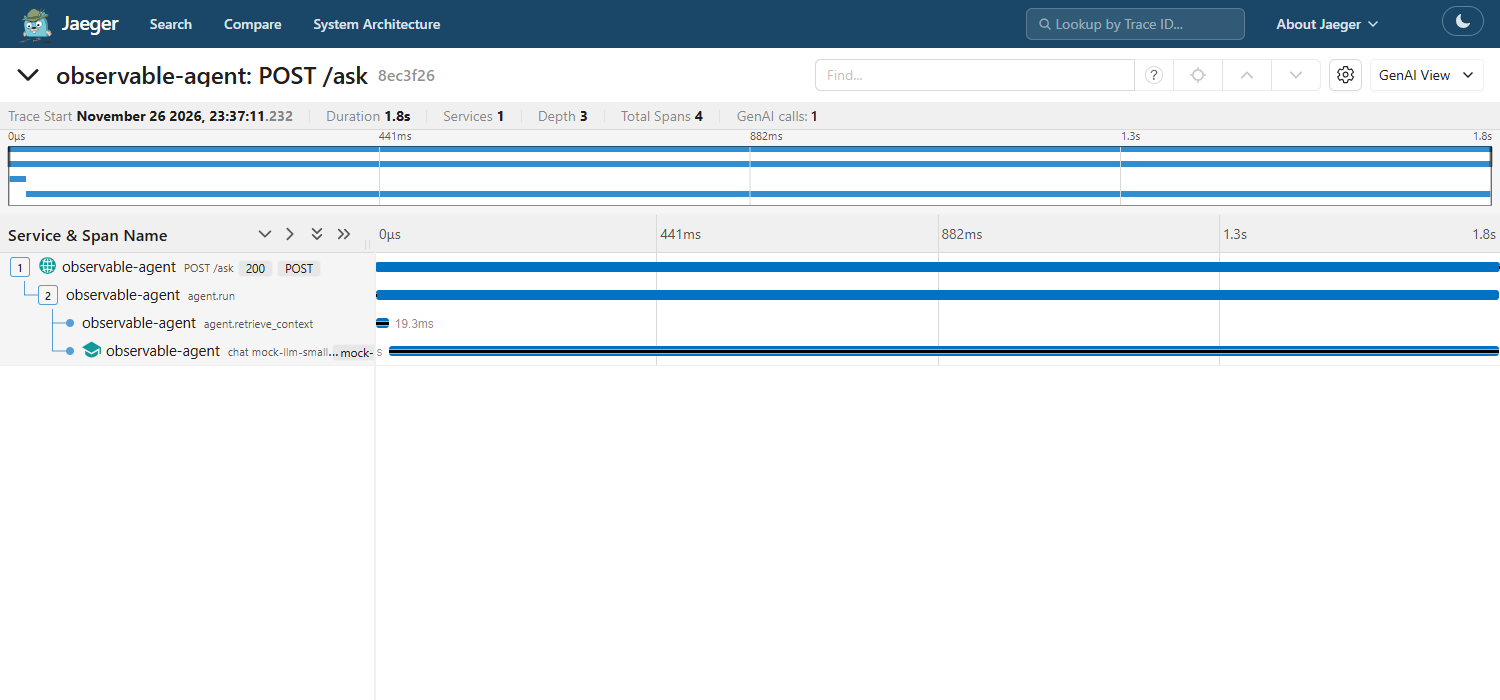 Jaeger Search Compare System Architecture Lookup by Trace ID... About Jaeger
observable-agent: POST /ask 8ec3f26 Find... ? GenAI View
Trace Start November 26 2026, 23:37:11.232 Duration 1.8s Services 1 Depth 3 Total Spans 4 GenAI calls: 1
0μs 441ms 882ms 1.3s 1.8s
Service & Span Name 0μs 441ms 882ms 1.3s 1.8s
1 observable-agent POST /ask 200 POST
2 observable-agent agent.run
observable-agent agent.retrieve_context 19.3ms
observable-agent chat mock-llm-small... mock- s